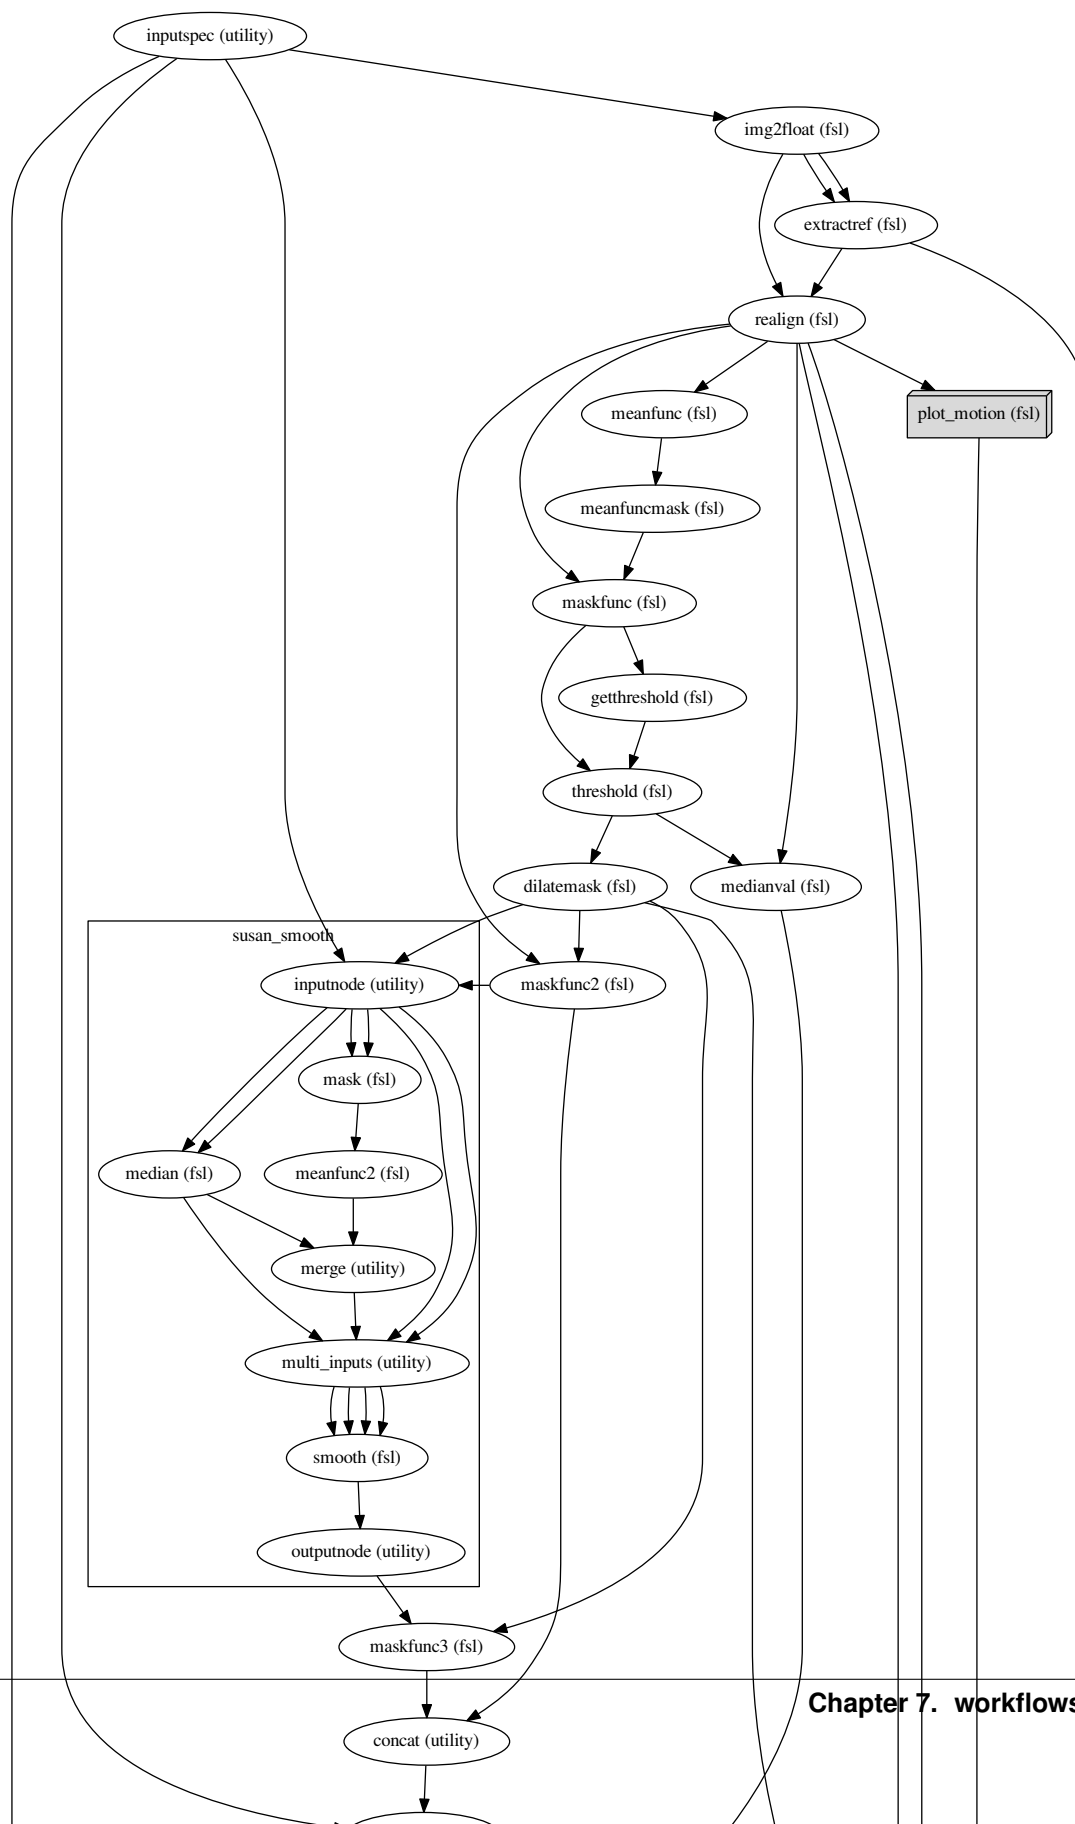 inputspec (utility)
img2float (fsl)
extractref (fsl)
realign (fsl)
meanfunc (fsl)
plot_motion (fsl)
meanfuncmask (fsl)
maskfunc (fsl)
getthreshold (fsl)
threshold (fsl)
dilatemask (fsl)
medianval (fsl)
susan_smooth
inputnode (utility)
maskfunc2 (fsl)
mask (fsl)
median (fsl)
meanfunc2 (fsl)
merge (utility)
multi_inputs (utility)
smooth (fsl)
outputnode (utility)
maskfunc3 (fsl)
Chapter 7. workflows
concat (utility)